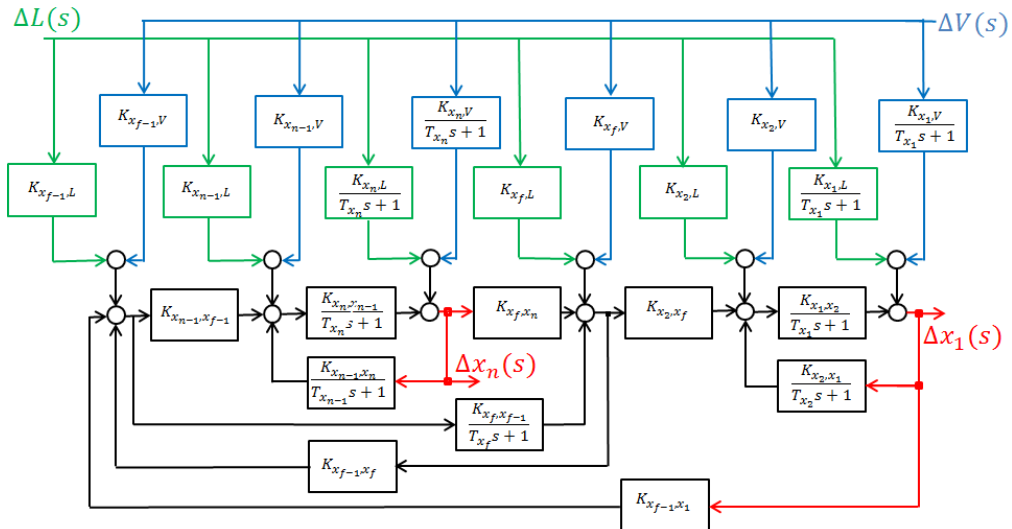 ΔL(s)
ΔV(s)
K_{x_{f−1},V}
K_{x_{n−1},V}
K_{x_n,V}
T_{x_n}s + 1
K_{x_f,V}
K_{x_2,V}
K_{x_1,V}
T_{x_1}s + 1
K_{x_{f−1},L}
K_{x_{n−1},L}
K_{x_n,L}
T_{x_n}s + 1
K_{x_f,L}
K_{x_2,L}
K_{x_1,L}
T_{x_1}s + 1
K_{x_{n−1},x_{f−1}}
K_{x_n,x_{n−1}}
T_{x_n}s + 1
K_{x_f,x_n}
K_{x_2,x_f}
K_{x_1,x_2}
T_{x_1}s + 1
Δx_1(s)
Δx_n(s)
K_{x_{n−1},x_n}
T_{x_{n−1}}s + 1
K_{x_2,x_1}
T_{x_2}s + 1
K_{x_f,x_{f−1}}
T_{x_f}s + 1
K_{x_{f−1},x_f}
K_{x_{f−1},x_1}